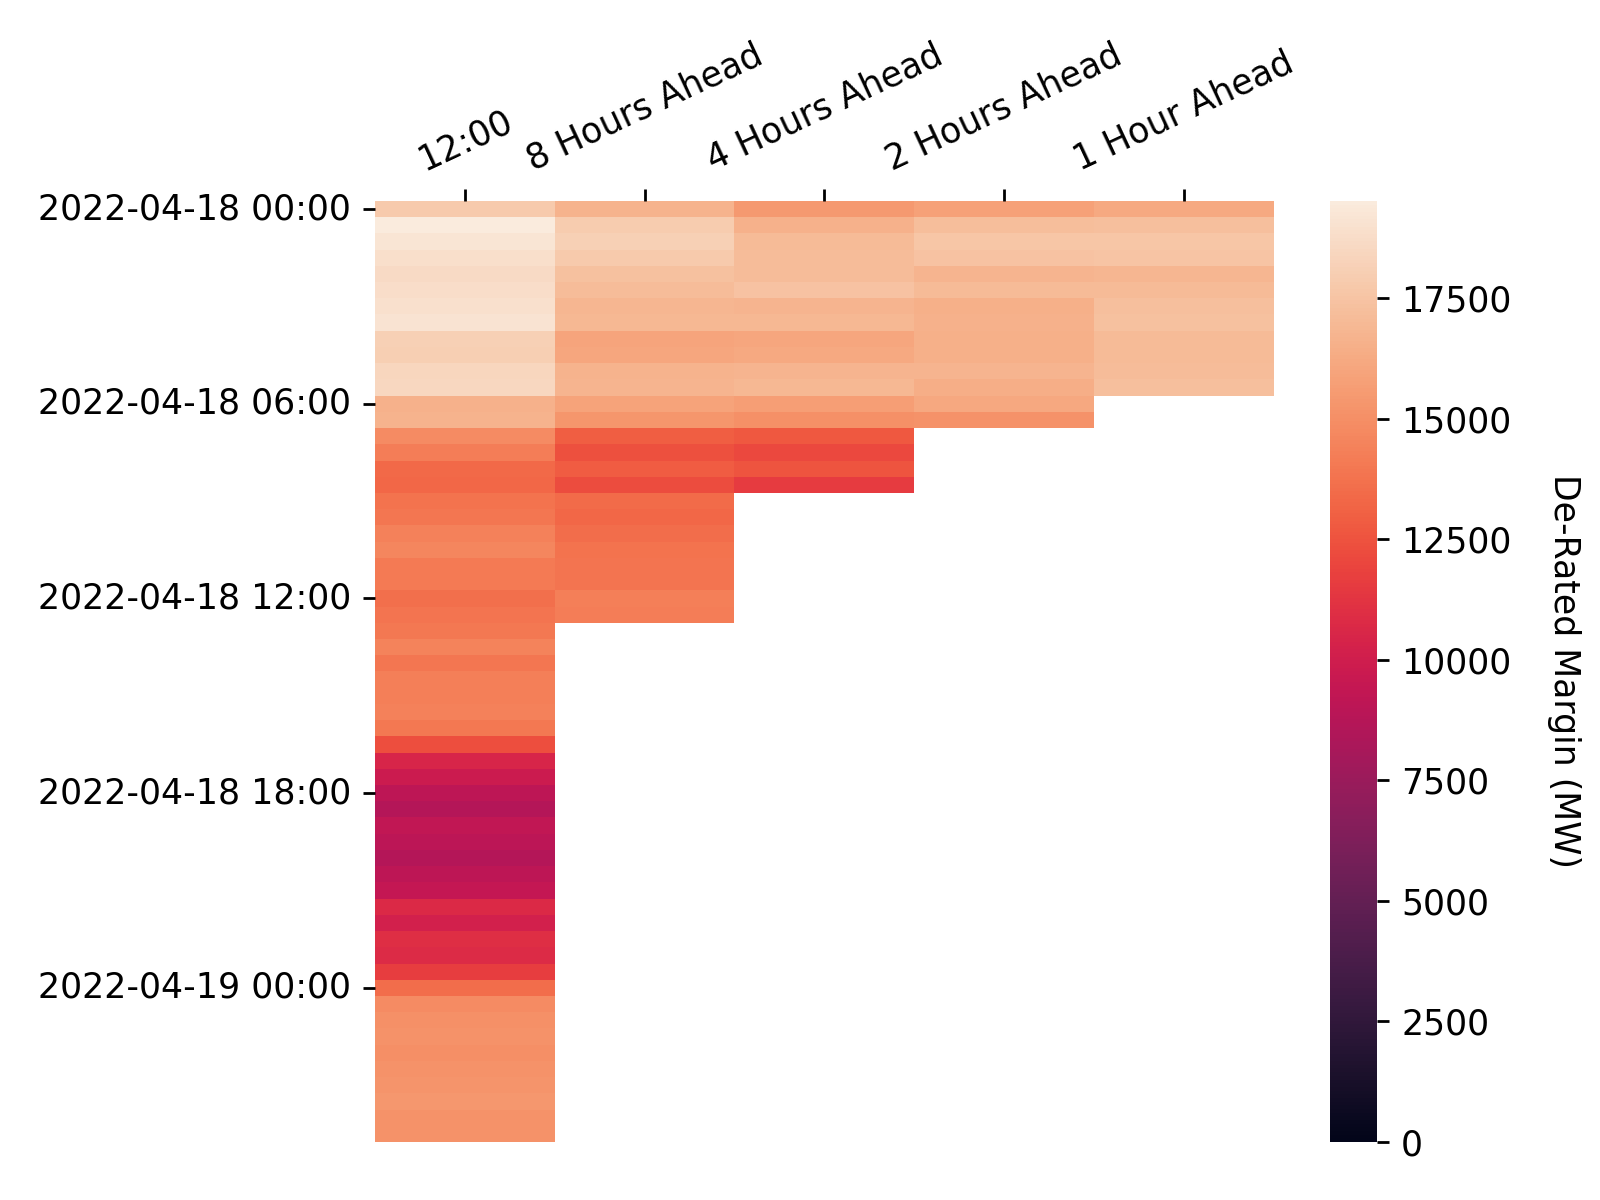 12:00
8 Hours Ahead
4 Hours Ahead
2 Hours Ahead
1 Hour Ahead
2022-04-18 00:00
2022-04-18 06:00
2022-04-18 12:00
2022-04-18 18:00
2022-04-19 00:00
17500
15000
12500
10000
7500
5000
2500
0
De-Rated Margin (MW)